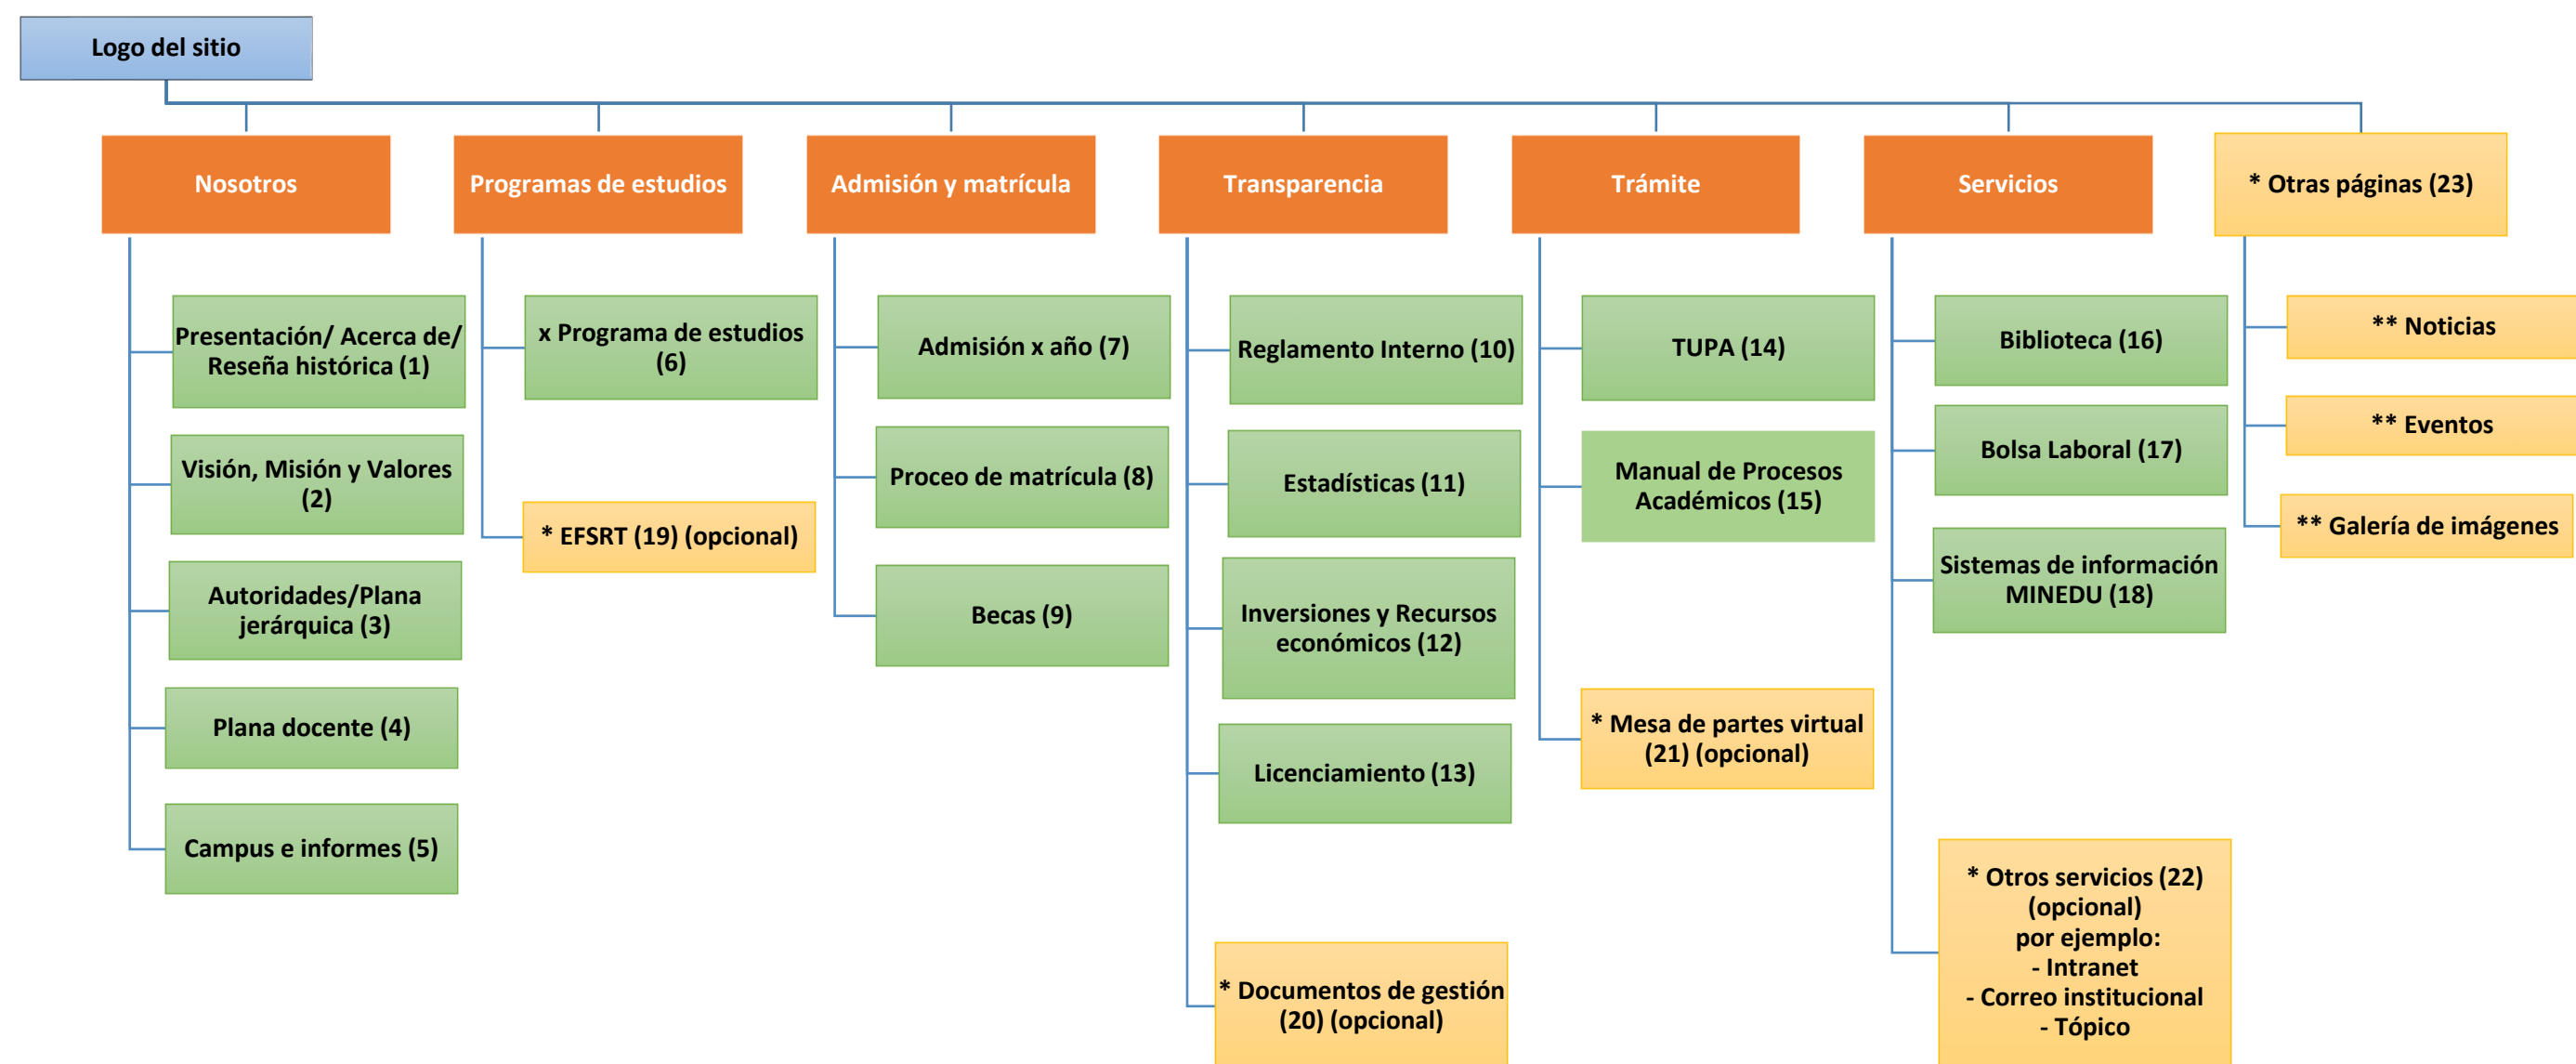 Logo del sitio
Nosotros
Programas de estudios
Admisión y matrícula
Transparencia
Trámite
Servicios
* Otras páginas (23)
Presentación/ Acerca de/
Reseña histórica (1)
Visión, Misión y Valores
(2)
Autoridades/Plana
jerárquica (3)
Plana docente (4)
Campus e informes (5)
x Programa de estudios
(6)
* EFSRT (19) (opcional)
Admisión x año (7)
Proceo de matrícula (8)
Becas (9)
Reglamento Interno (10)
Estadísticas (11)
Inversiones y Recursos
económicos (12)
Licenciamiento (13)
* Documentos de gestión
(20) (opcional)
TUPA (14)
Manual de Procesos
Académicos (15)
* Mesa de partes virtual
(21) (opcional)
Biblioteca (16)
Bolsa Laboral (17)
Sistemas de información
MINEDU (18)
* Otros servicios (22)
(opcional)
por ejemplo:
- Intranet
- Correo institucional
- Tópico
** Noticias
** Eventos
** Galería de imágenes